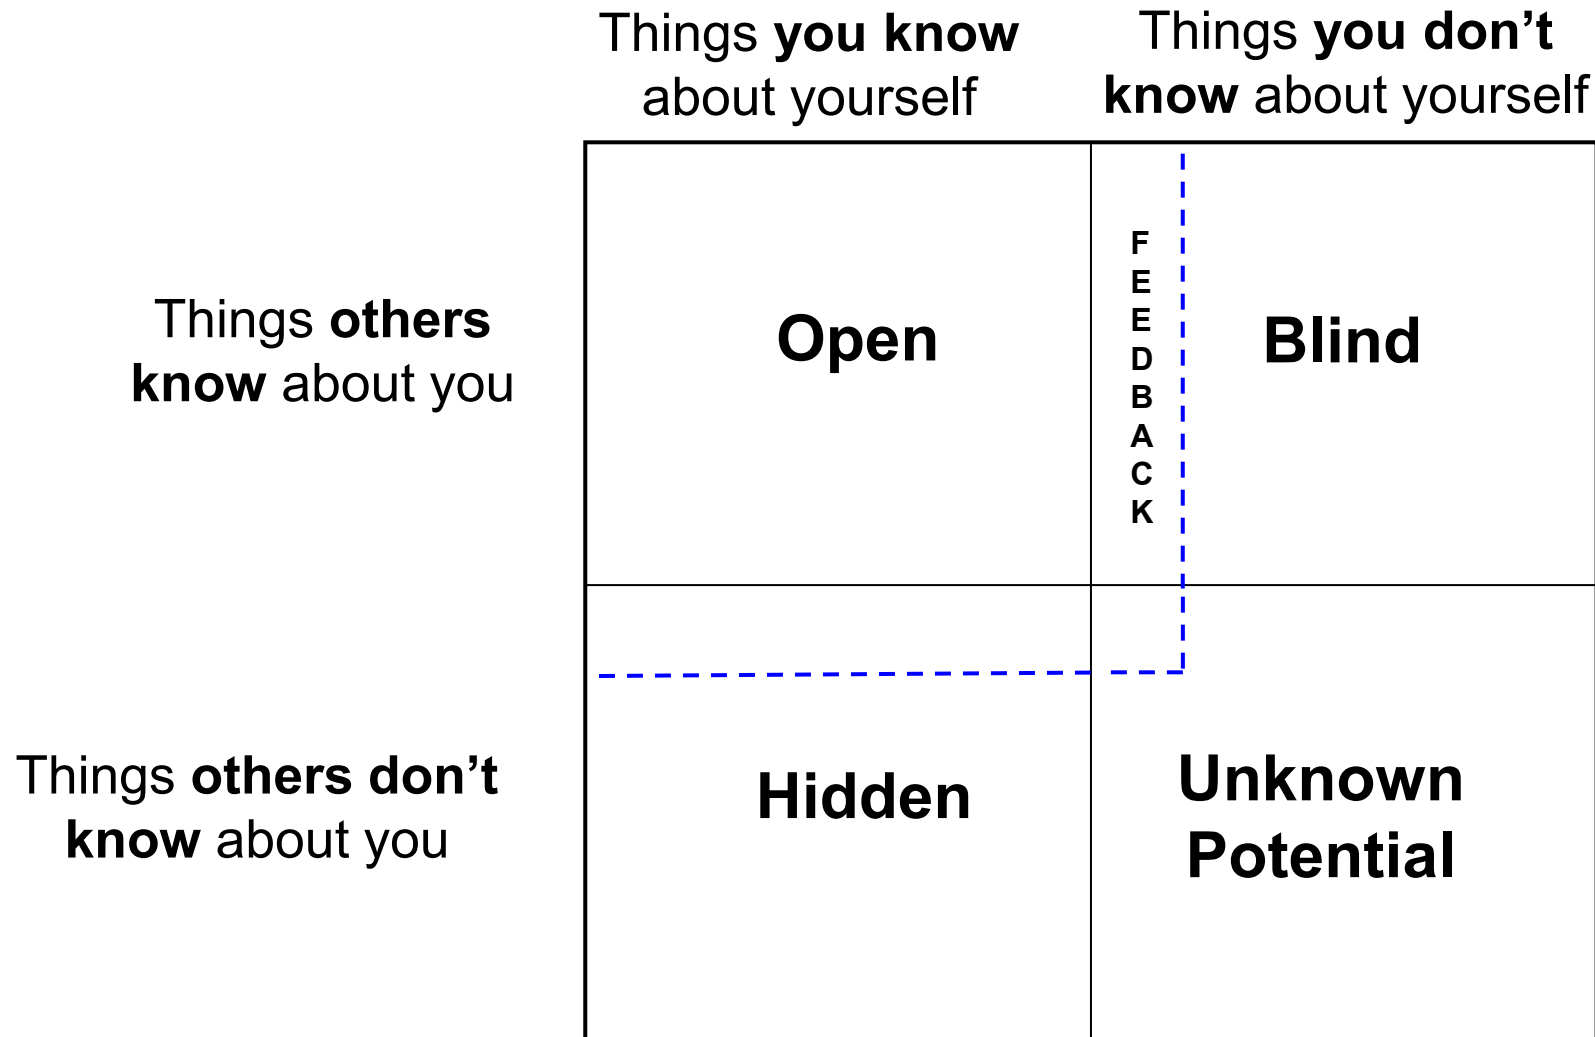 Things you know
about yourself
Things you don’t
know about yourself
Things others
know about you
Open
F
E
E
D
B
A
C
K
Blind
Things others don’t
know about you
Hidden
Unknown
Potential